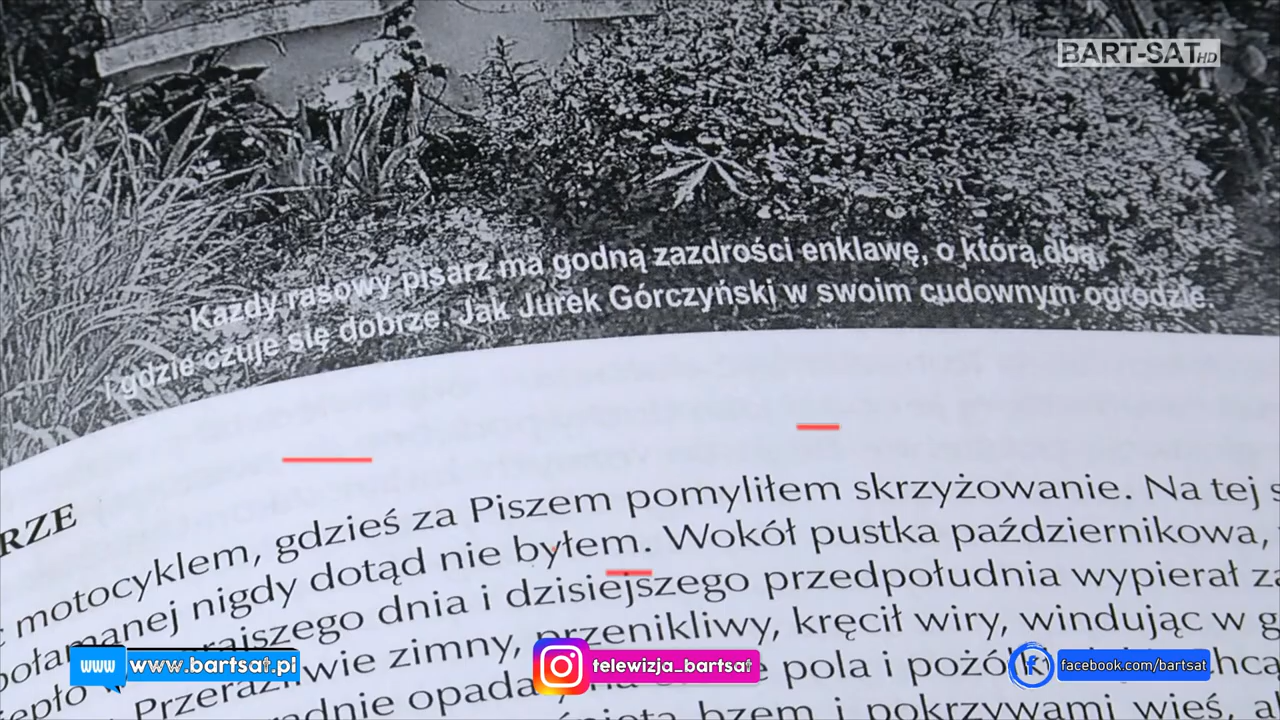 BART-SAT HD
Każdy rasowy pisarz ma godną zazdrości enklawę, o którą dba,
i gdzie czuje się dobrze. Jak Jurek Górczyński w swoim cudownym ogrodzie.
RZE
motocyklem, gdzieś za Piszem pomyliłem skrzyżowanie. Na tej
połamanej nigdy dotąd nie byłem. Wokół pustka październikowa,
dnia i dzisiejszego przedpołudnia wypierał
zimny, przenikliwy, kręcił wiry, windując w
pola i
bzem i pokrzywami wieś,
www www.bartsat.pl
telewizja_bartsat
facebook.com/bartsat